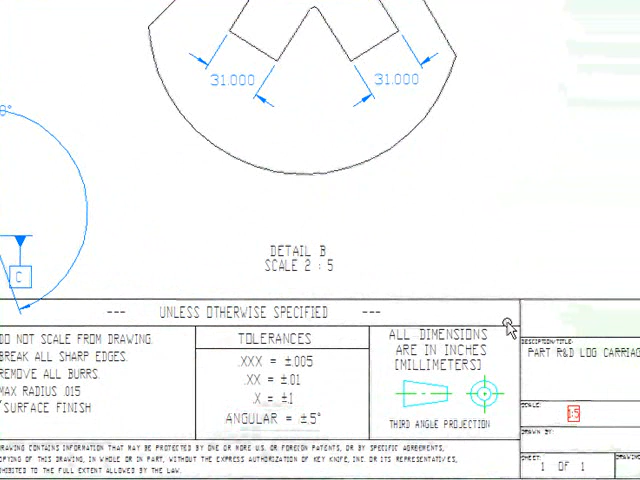 31.000
31.000
8°
C
DETAIL B
SCALE 2 : 5
--- UNLESS OTHERWISE SPECIFIED ---
DO NOT SCALE FROM DRAWING
BREAK ALL SHARP EDGES.
REMOVE ALL BURRS.
MAX RADIUS .015
SURFACE FINISH
TOLERANCES
.XXX = ±.005
.XX = ±.01
.X = ±.1
ANGULAR = ±.5°
ALL DIMENSIONS
ARE IN INCHES
[MILLIMETERS]
THIRD ANGLE PROJECTION
DESCRIPTION/TITLE:
PART R&D LOG CARRIAG
SCALE:
1:5
DRAWN BY:
SHEET:
1 OF 1
DRAWING CONTAINS INFORMATION THAT MAY BE PROTECTED BY ONE OR MORE U.S. OR FOREIGN PATENTS, OR BY SPECIFIC AGREEMENTS,
OPYING OF THIS DRAWING, IN WHOLE OR IN PART, WITHOUT THE EXPRESS AUTHORIZATION OF KEY KNIFE, INC. OR ITS REPRESENTATIVES,
HIBITED TO THE FULL EXTENT ALLOWED BY THE LAW.